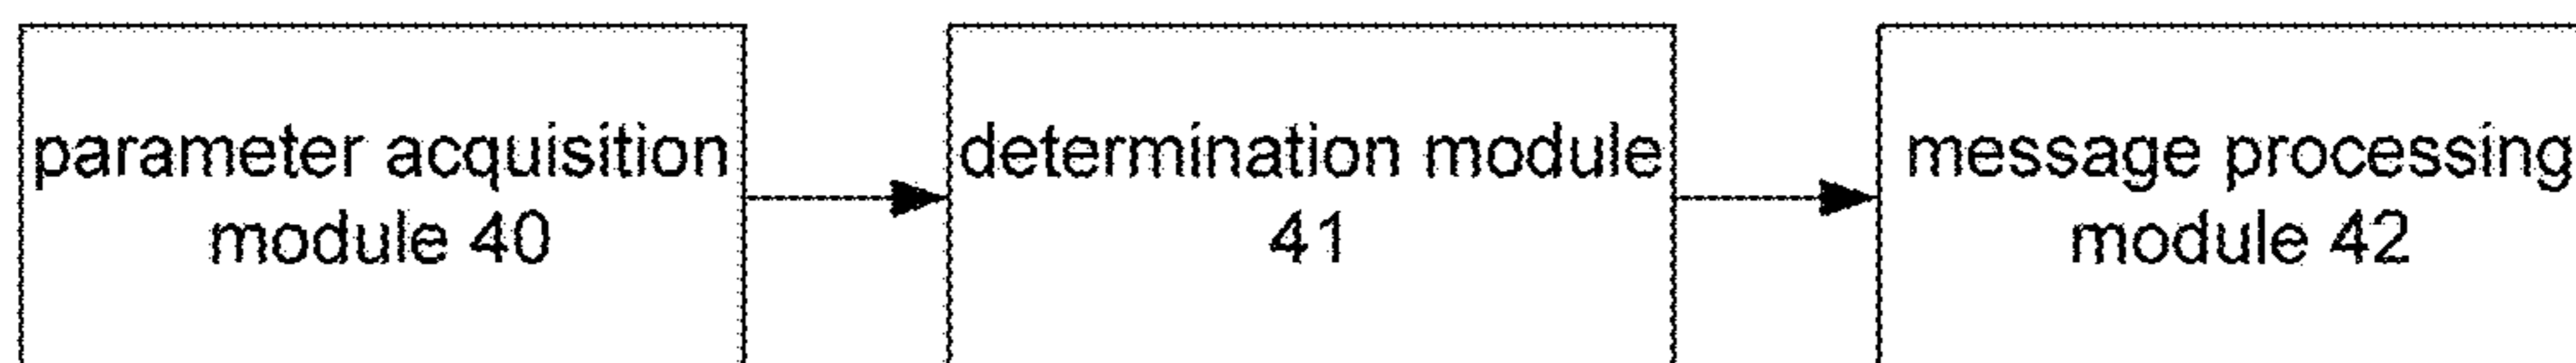 parameter acquisition
module 40
determination module
41
message processing
module 42